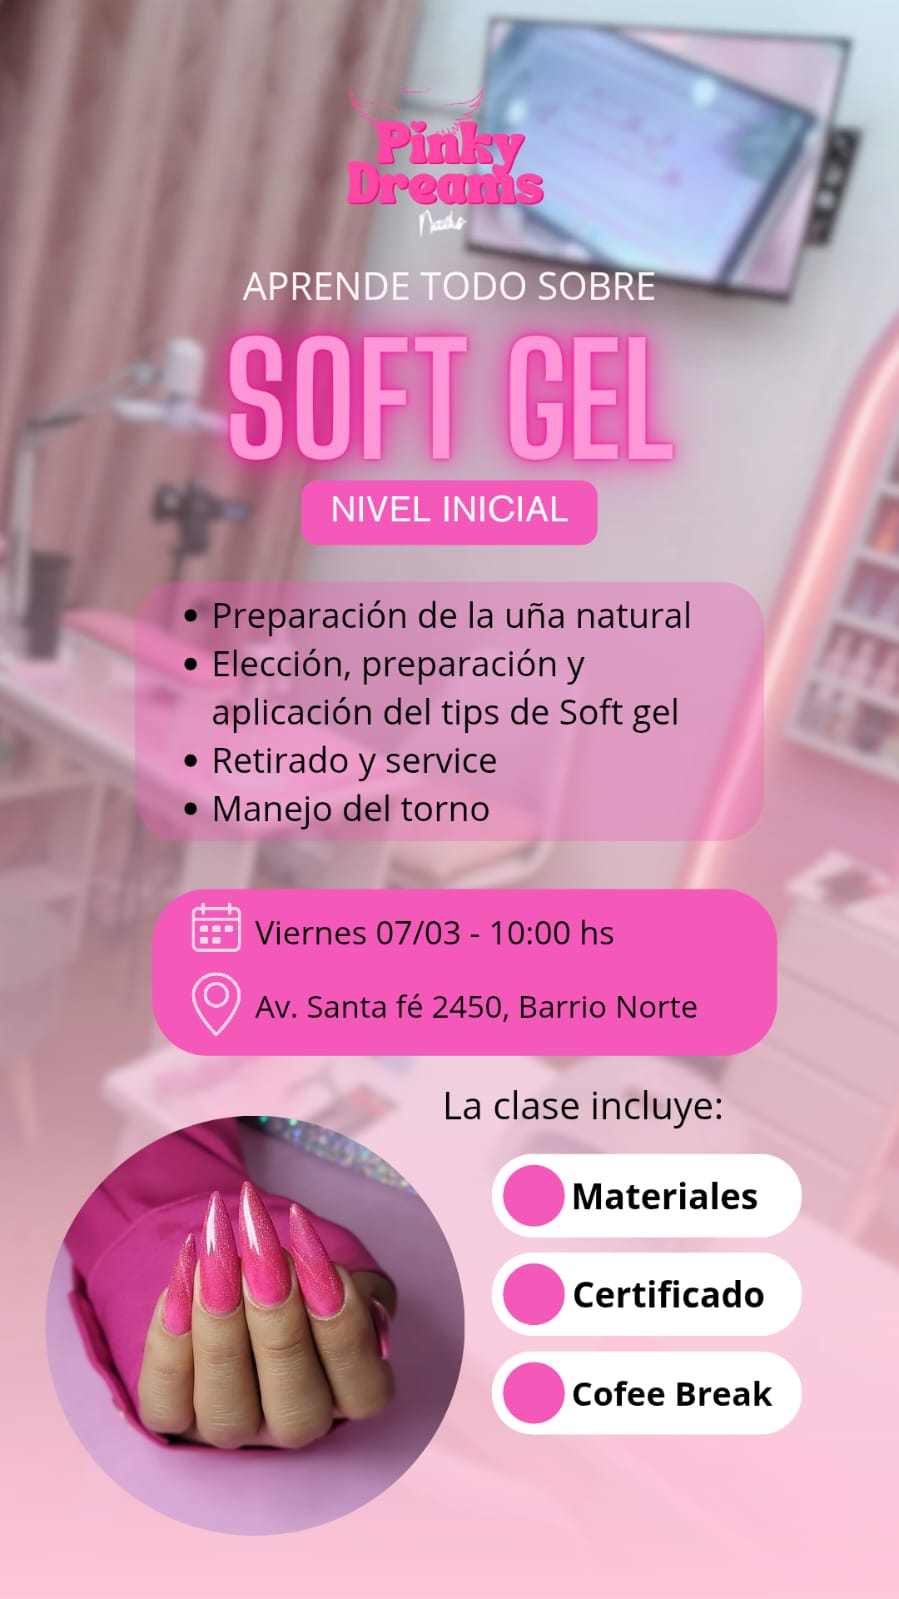 Pinky
Dreams
Nails
APRENDE TODO SOBRE
SOFT GEL
NIVEL INICIAL
• Preparación de la uña natural
• Elección, preparación y
aplicación del tips de Soft gel
• Retirado y service
• Manejo del torno
Viernes 07/03 - 10:00 hs
Av. Santa fé 2450, Barrio Norte
La clase incluye:
Materiales
Certificado
Cofee Break